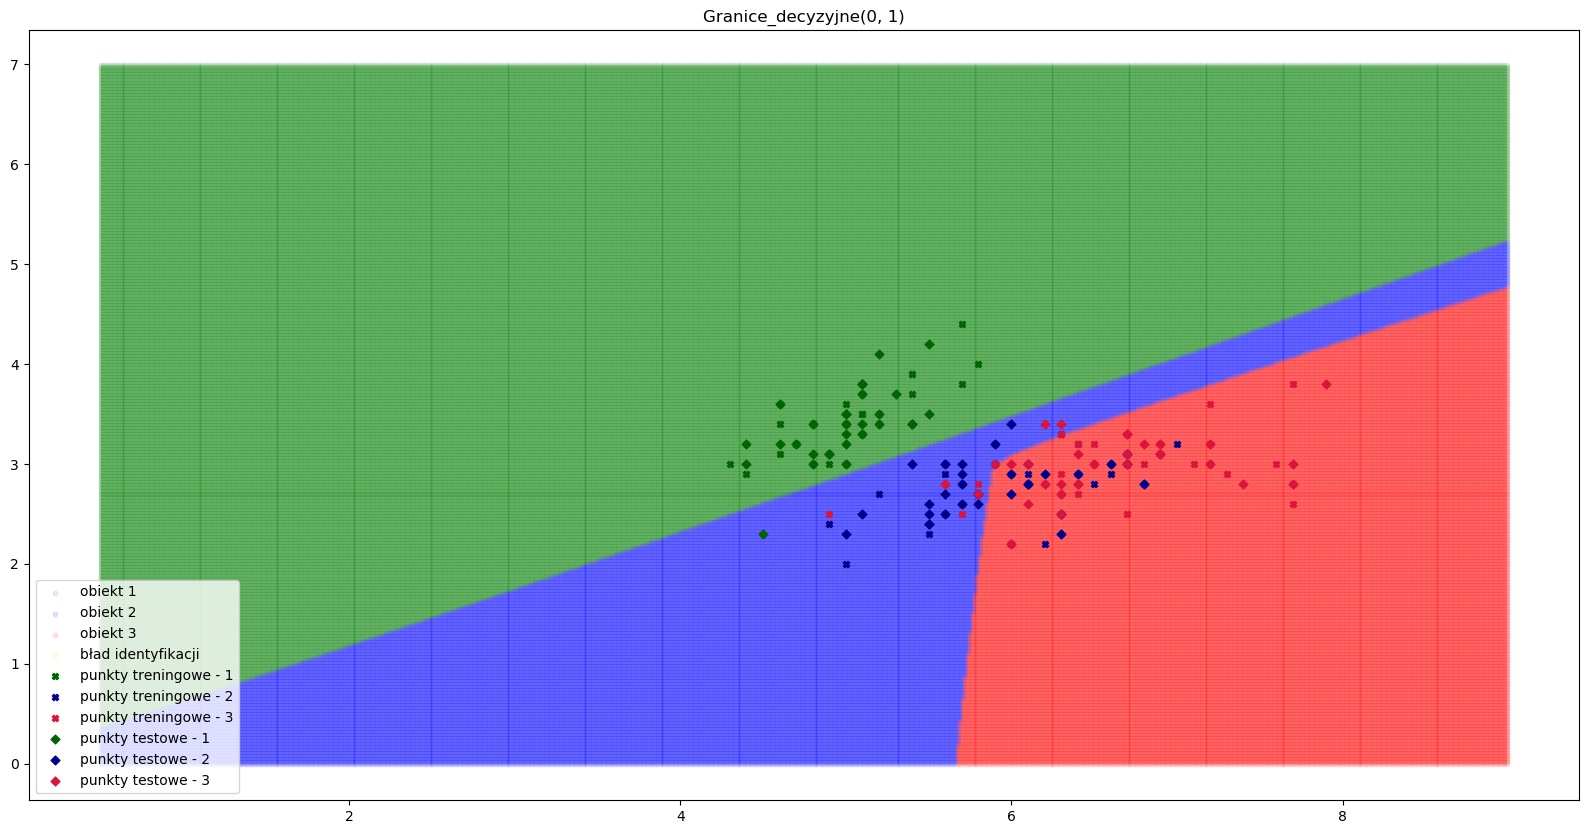 Granice_decyzyjne(0, 1)
7
6
5
4
3
2
1
0
obiekt 1
obiekt 2
obiekt 3
bład identyfikacji
punkty treningowe - 1
punkty treningowe - 2
punkty treningowe - 3
punkty testowe - 1
punkty testowe - 2
punkty testowe - 3
2 4 6 8